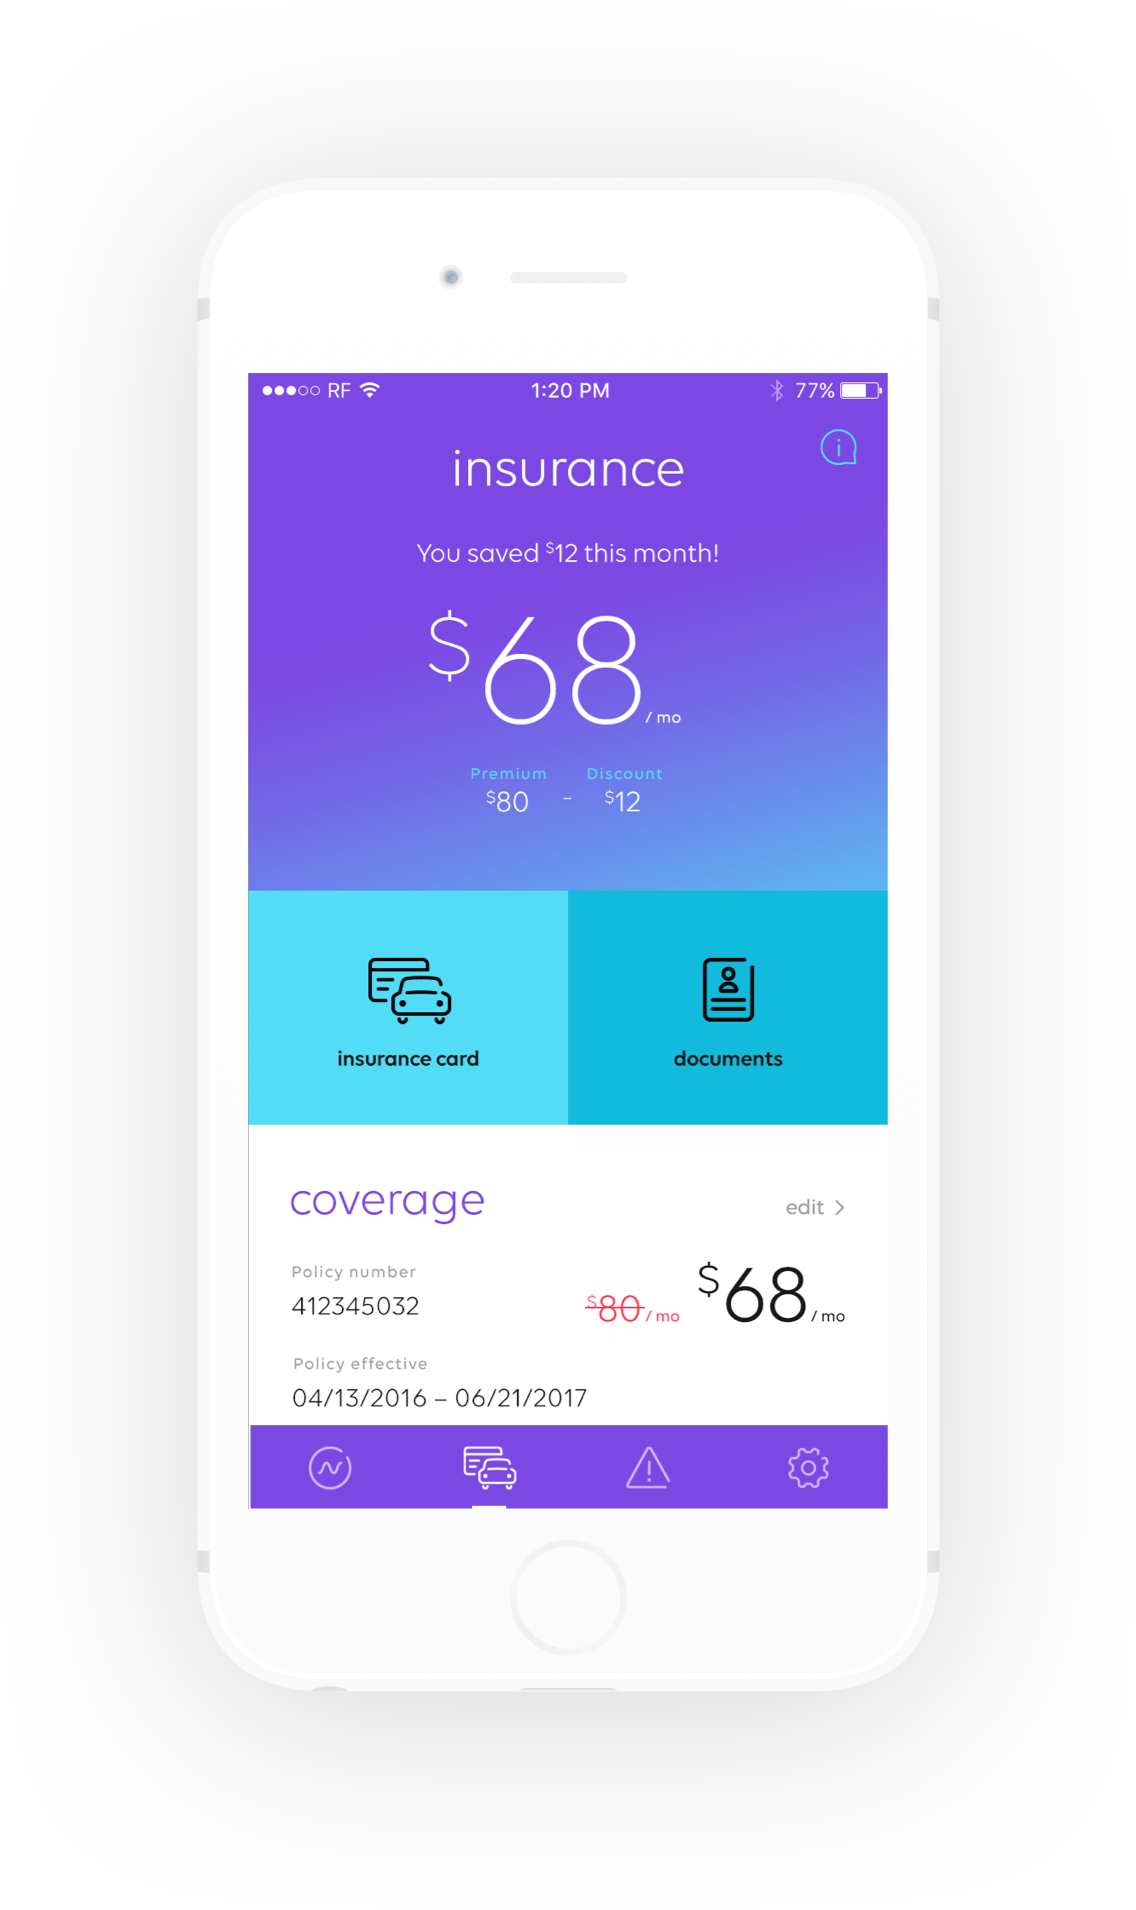 RF 1:20 PM 77%
insurance
You saved $12 this month!
$68 / mo
Premium Discount
$80 - $12
insurance card documents
coverage edit >
Policy number
412345032 $80 / mo $68 / mo
Policy effective
04/13/2016 – 06/21/2017